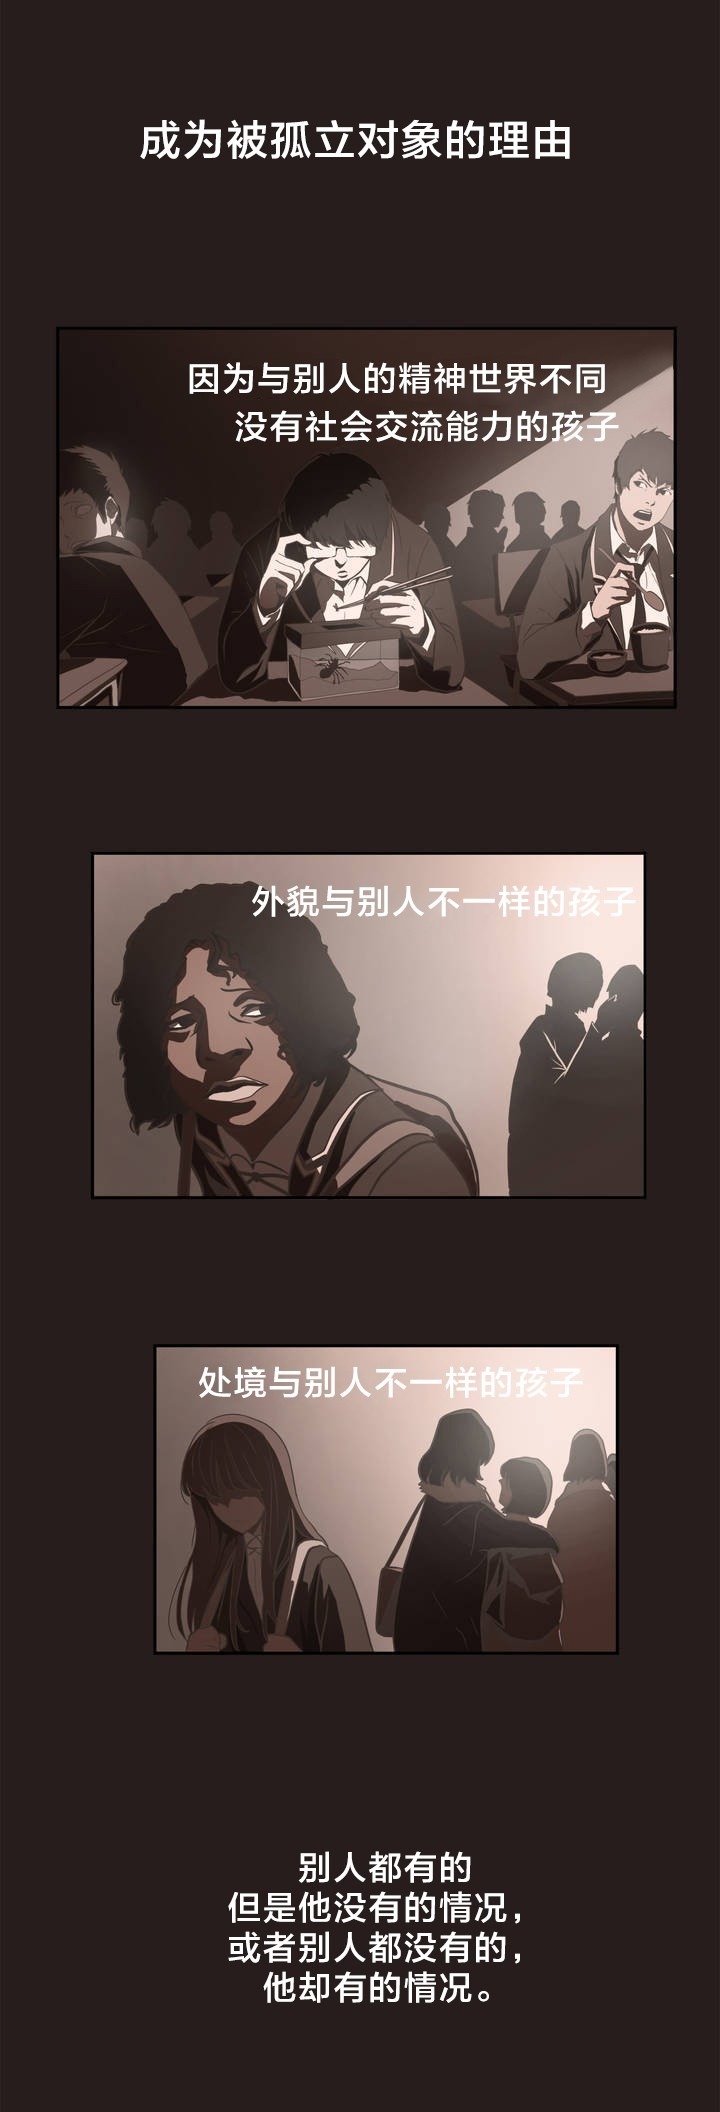 成为被孤立对象的理由
因为与别人的精神世界不同
没有社会交流能力的孩子
外貌与别人不一样的孩子
处境与别人不一样的孩子
别人都有的
但是他没有的情况，
或者别人都没有的，
他却有的情况。